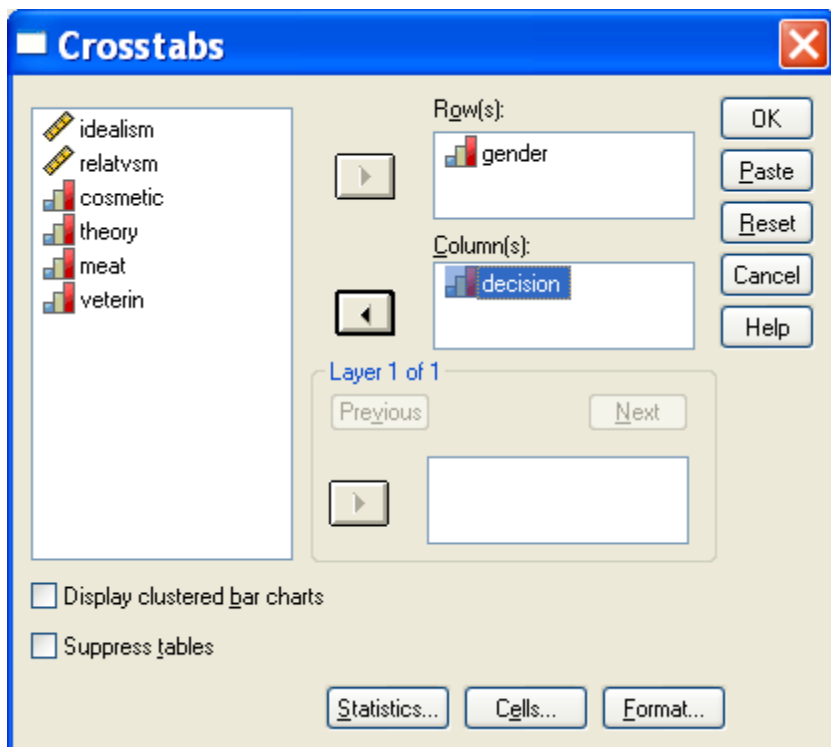 Crosstabs
idealism
relatvsm
cosmetic
theory
meat
veterin
Row(s):
gender
Column(s):
decision
OK
Paste
Reset
Cancel
Help
Layer 1 of 1
Previous
Next
Display clustered bar charts
Suppress tables
Statistics...
Cells...
Format...